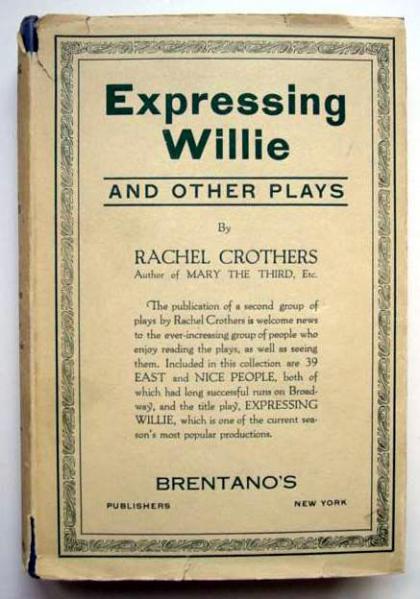 Expressing
Willie
AND OTHER PLAYS
By
RACHEL CROTHERS
Author of MARY THE THIRD, Etc.
The publication of a second group of
plays by Rachel Crothers is welcome news
to the ever-increasing group of people who
enjoy reading the plays, as well as seeing
them. Included in this collection are 39
EAST and NICE PEOPLE, both of
which had long successful runs on Broad-
way, and the title play, EXPRESSING
WILLIE, which is one of the current sea-
son's most popular productions.
BRENTANO'S
PUBLISHERS NEW YORK